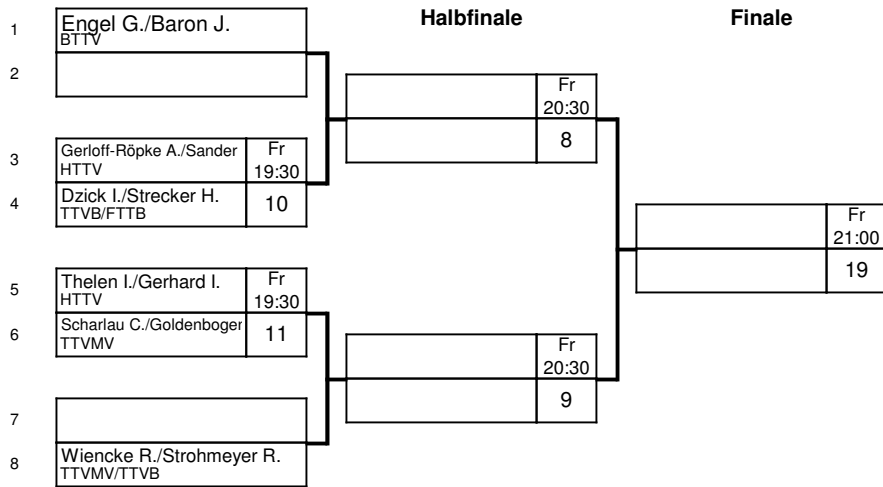 Halbfinale
Finale
1
Engel G./Baron J.
BTTV
2
3
Gerloff-Röpke A./Sander
HTTV
Fr
19:30
4
Dzick I./Strecker H.
TTVB/FTTB
10
5
Thelen I./Gerhard I.
HTTV
Fr
19:30
6
Scharlau C./Goldenboger
TTVMV
11
7
8
Wiencke R./Strohmeyer R.
TTVMV/TTVB
Fr
20:30
8
Fr
20:30
9
Fr
21:00
19